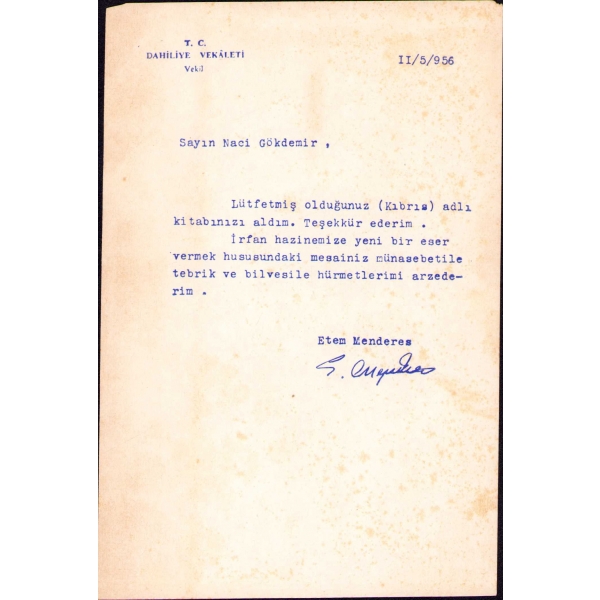 T. C.
DAHİLİYE VEKÂLETİ
Vekil
II/5/956
Sayın Naci Gökdemir ,
Lütfetmiş olduğunuz (Kıbrıs) adlı
kitabınızı aldım. Teşekkür ederim .
İrfan hazinemize yeni bir eser
vermek hususundaki mesainiz münasebetile
tebrik ve bilvesile hürmetlerimi arzede-
rim .
Etem Menderes
E. Menderes